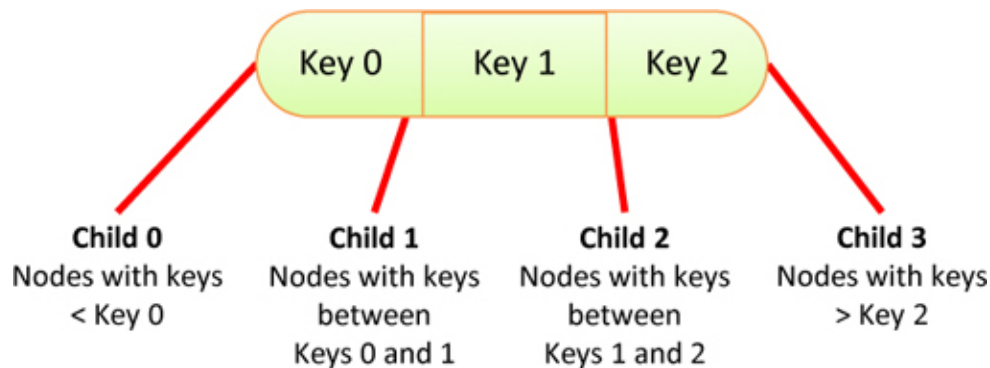 Key 0
Key 1
Key 2
Child 0
Nodes with keys
< Key 0
Child 1
Nodes with keys
between
Keys 0 and 1
Child 2
Nodes with keys
between
Keys 1 and 2
Child 3
Nodes with keys
> Key 2